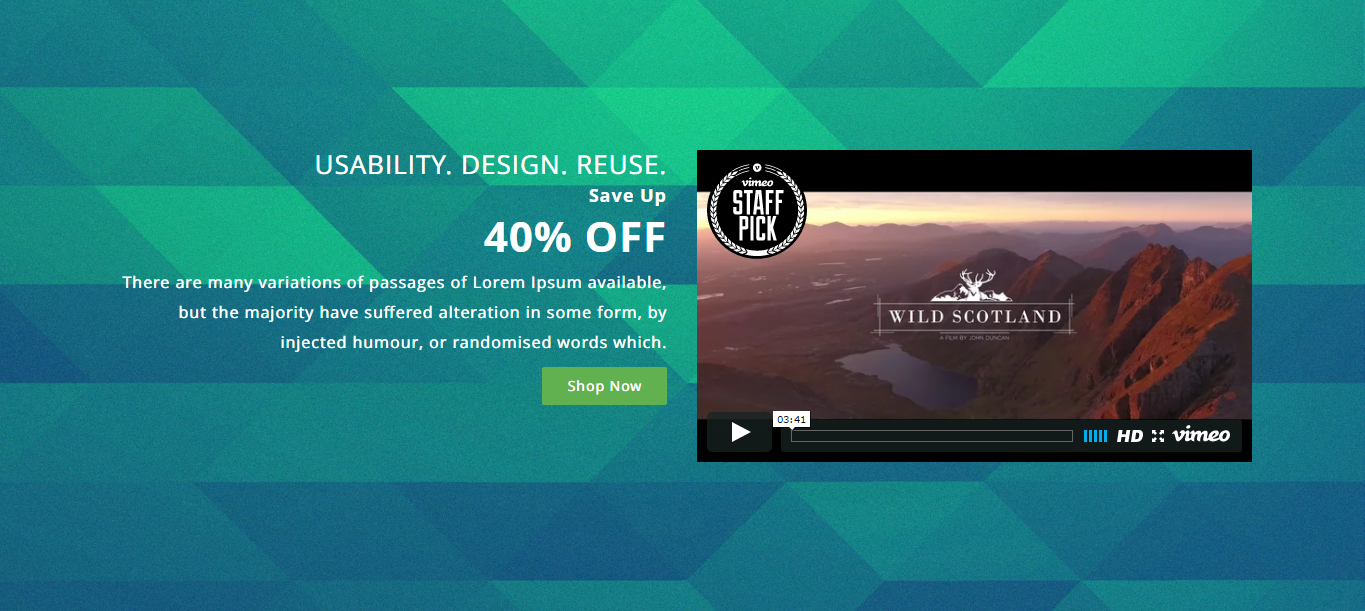 USABILITY. DESIGN. REUSE.
Save Up
40% OFF
There are many variations of passages of Lorem Ipsum available,
but the majority have suffered alteration in some form, by
injected humour, or randomised words which.
Shop Now
vimeo
STAFF
PICK
WILD SCOTLAND
A FILM BY JOHN DUNCAN
03:41
HD
vimeo